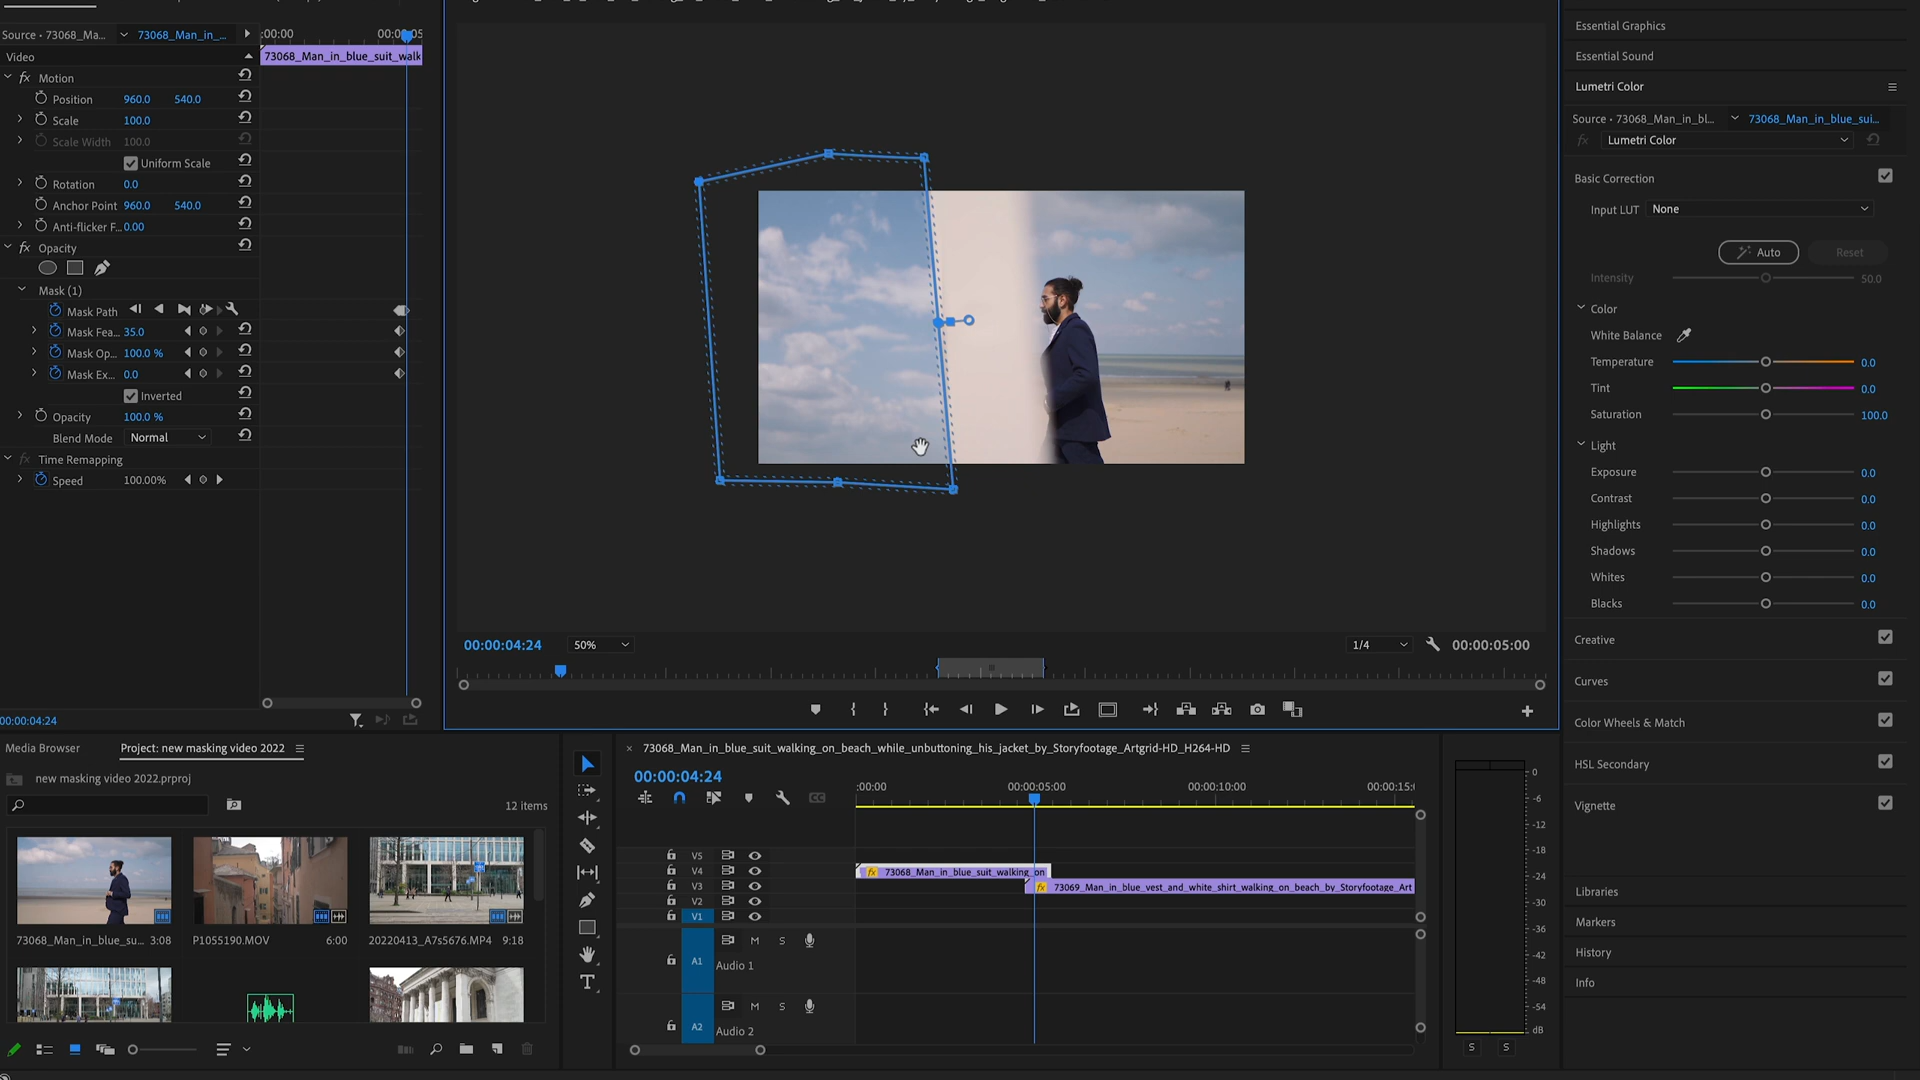 Source • 73068_Ma... 73068_Man_in_... :00:00 00:00:05
Video 73068_Man_in_blue_suit_walk
fx Motion
Position 960.0 540.0
Scale 100.0
Scale Width 100.0
Uniform Scale
Rotation 0.0
Anchor Point 960.0 540.0
Anti-flicker F... 0.00
fx Opacity
Mask (1)
Mask Path
Mask Fea... 35.0
Mask Op... 100.0 %
Mask Ex... 0.0
Inverted
Opacity 100.0 %
Blend Mode Normal
fx Time Remapping
Speed 100.00%
00:00:04:24
00:00:04:24 50% 1/4 00:00:05:00
Essential Graphics
Essential Sound
Lumetri Color
Source • 73068_Man_in_bl... 73068_Man_in_blue_sui...
fx Lumetri Color
Basic Correction
Input LUT None
Auto Reset
Intensity 50.0
Color
White Balance
Temperature 0.0
Tint 0.0
Saturation 100.0
Light
Exposure 0.0
Contrast 0.0
Highlights 0.0
Shadows 0.0
Whites 0.0
Blacks 0.0
Creative
Curves
Color Wheels & Match
HSL Secondary
Vignette
Libraries
Markers
History
Info
Media Browser Project: new masking video 2022
new masking video 2022.prproj
12 items
73068_Man_in_blue_su... 3:08 P1055190.MOV 6:00 20220413_A7s5676.MP4 9:18
× 73068_Man_in_blue_suit_walking_on_beach_while_unbuttoning_his_jacket_by_Storyfootage_Artgrid-HD_H264-HD
00:00:04:24
:00:00 00:00:05:00 00:00:10:00 00:00:15:
CC
V5
V4 fx 73068_Man_in_blue_suit_walking_on
V3 fx 73069_Man_in_blue_vest_and_white_shirt_walking_on_beach_by_Storyfootage_Art
V2
V1
A1 M S
Audio 1
A2 M S
Audio 2
T
0
-6
-12
-18
-24
-30
-36
-42
-48
-54
dB
S S